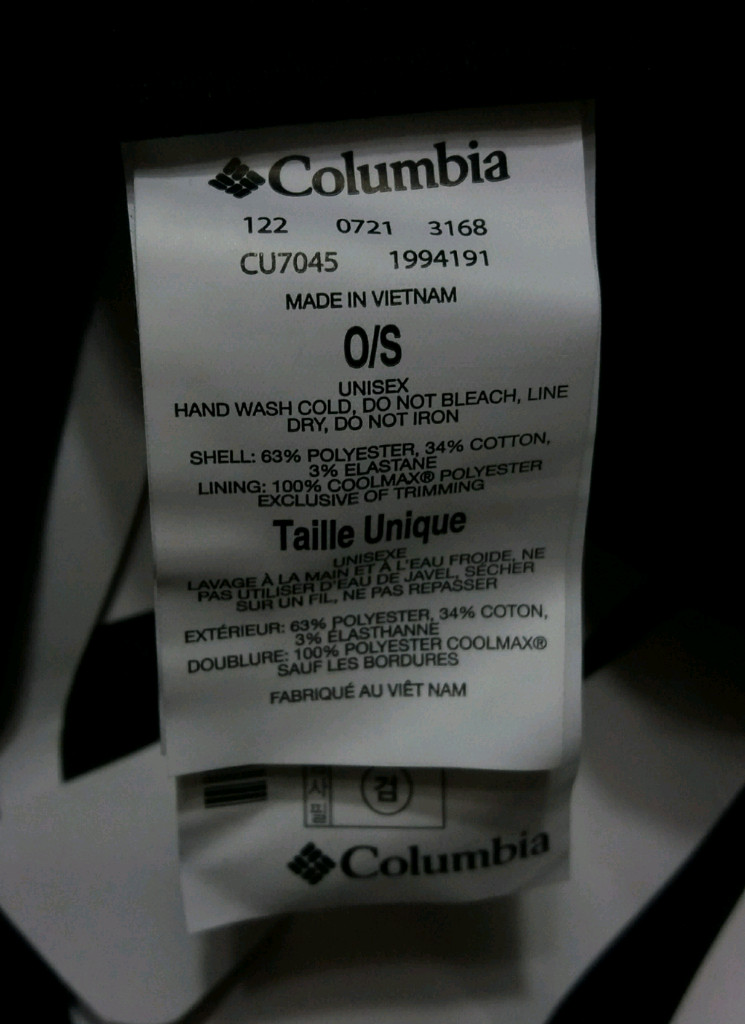 Columbia
122 0721 3168
CU7045 1994191
MADE IN VIETNAM
O/S
UNISEX
HAND WASH COLD, DO NOT BLEACH, LINE
DRY, DO NOT IRON
SHELL: 63% POLYESTER, 34% COTTON,
3% ELASTANE
LINING: 100% COOLMAX® POLYESTER
EXCLUSIVE OF TRIMMING
Taille Unique
UNISEXE
LAVAGE À LA MAIN ET À L'EAU FROIDE, NE
PAS UTILISER D'EAU DE JAVEL, SÉCHER
SUR UN FIL, NE PAS REPASSER
EXTÉRIEUR: 63% POLYESTER, 34% COTON,
3% ÉLASTHANNE
DOUBLURE: 100% POLYESTER COOLMAX®
SAUF LES BORDURES
FABRIQUÉ AU VIÊT NAM
사 검
필
Columbia